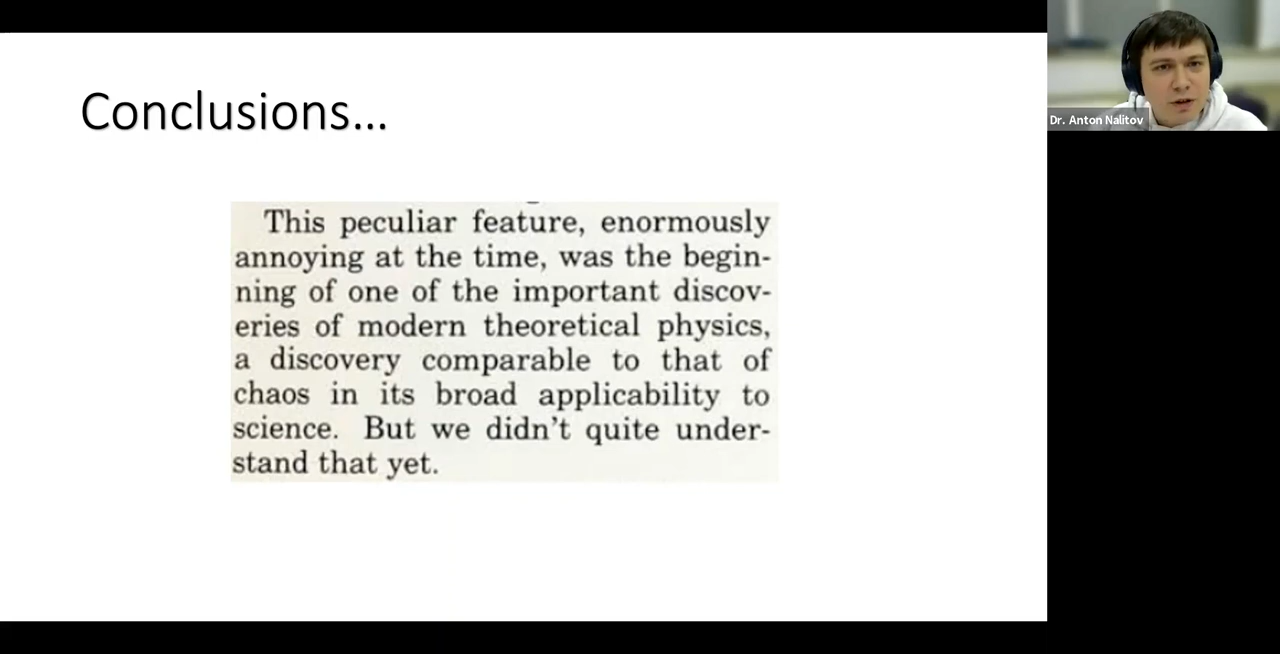 Conclusions...
This peculiar feature, enormously
annoying at the time, was the begin-
ning of one of the important discov-
eries of modern theoretical physics,
a discovery comparable to that of
chaos in its broad applicability to
science. But we didn't quite under-
stand that yet.
Dr. Anton Nalitov